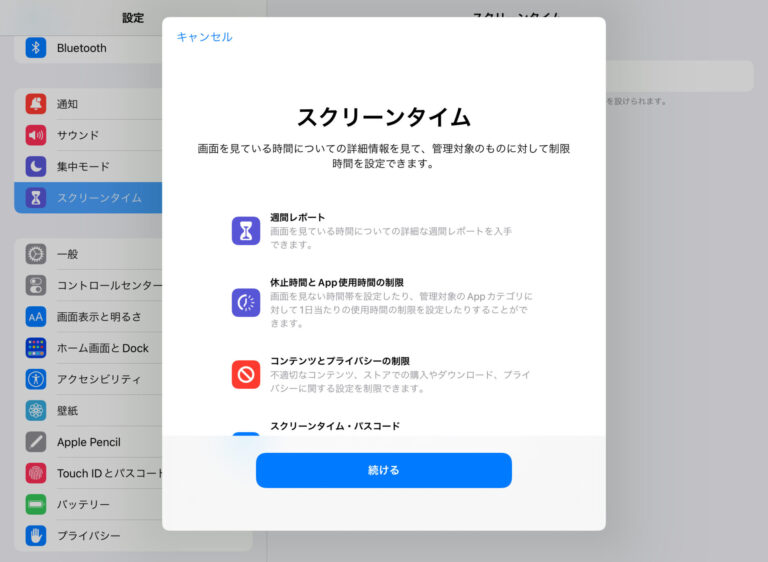 設定
Bluetooth
通知
サウンド
集中モード
スクリーンタイム
一般
コントロールセンター
AA
画面表示と明るさ
ホーム画面とDock
アクセシビリティ
壁紙
Apple Pencil
Touch IDとパスコード
バッテリー
プライバシー
スクリーンタイム
を設けられます。
キャンセル
スクリーンタイム
画面を見ている時間についての詳細情報を見て、管理対象のものに対して制限
時間を設定できます。
週間レポート
画面を見ている時間についての詳細な週間レポートを入手
できます。
休止時間とApp使用時間の制限
画面を見ない時間帯を設定したり、管理対象のAppカテゴリに
対して1日当たりの使用時間の制限を設定したりすることがで
きます。
コンテンツとプライバシーの制限
不適切なコンテンツ、ストアでの購入やダウンロード、プライ
バシーに関する設定を制限できます。
スクリーンタイム・パスコード
続ける